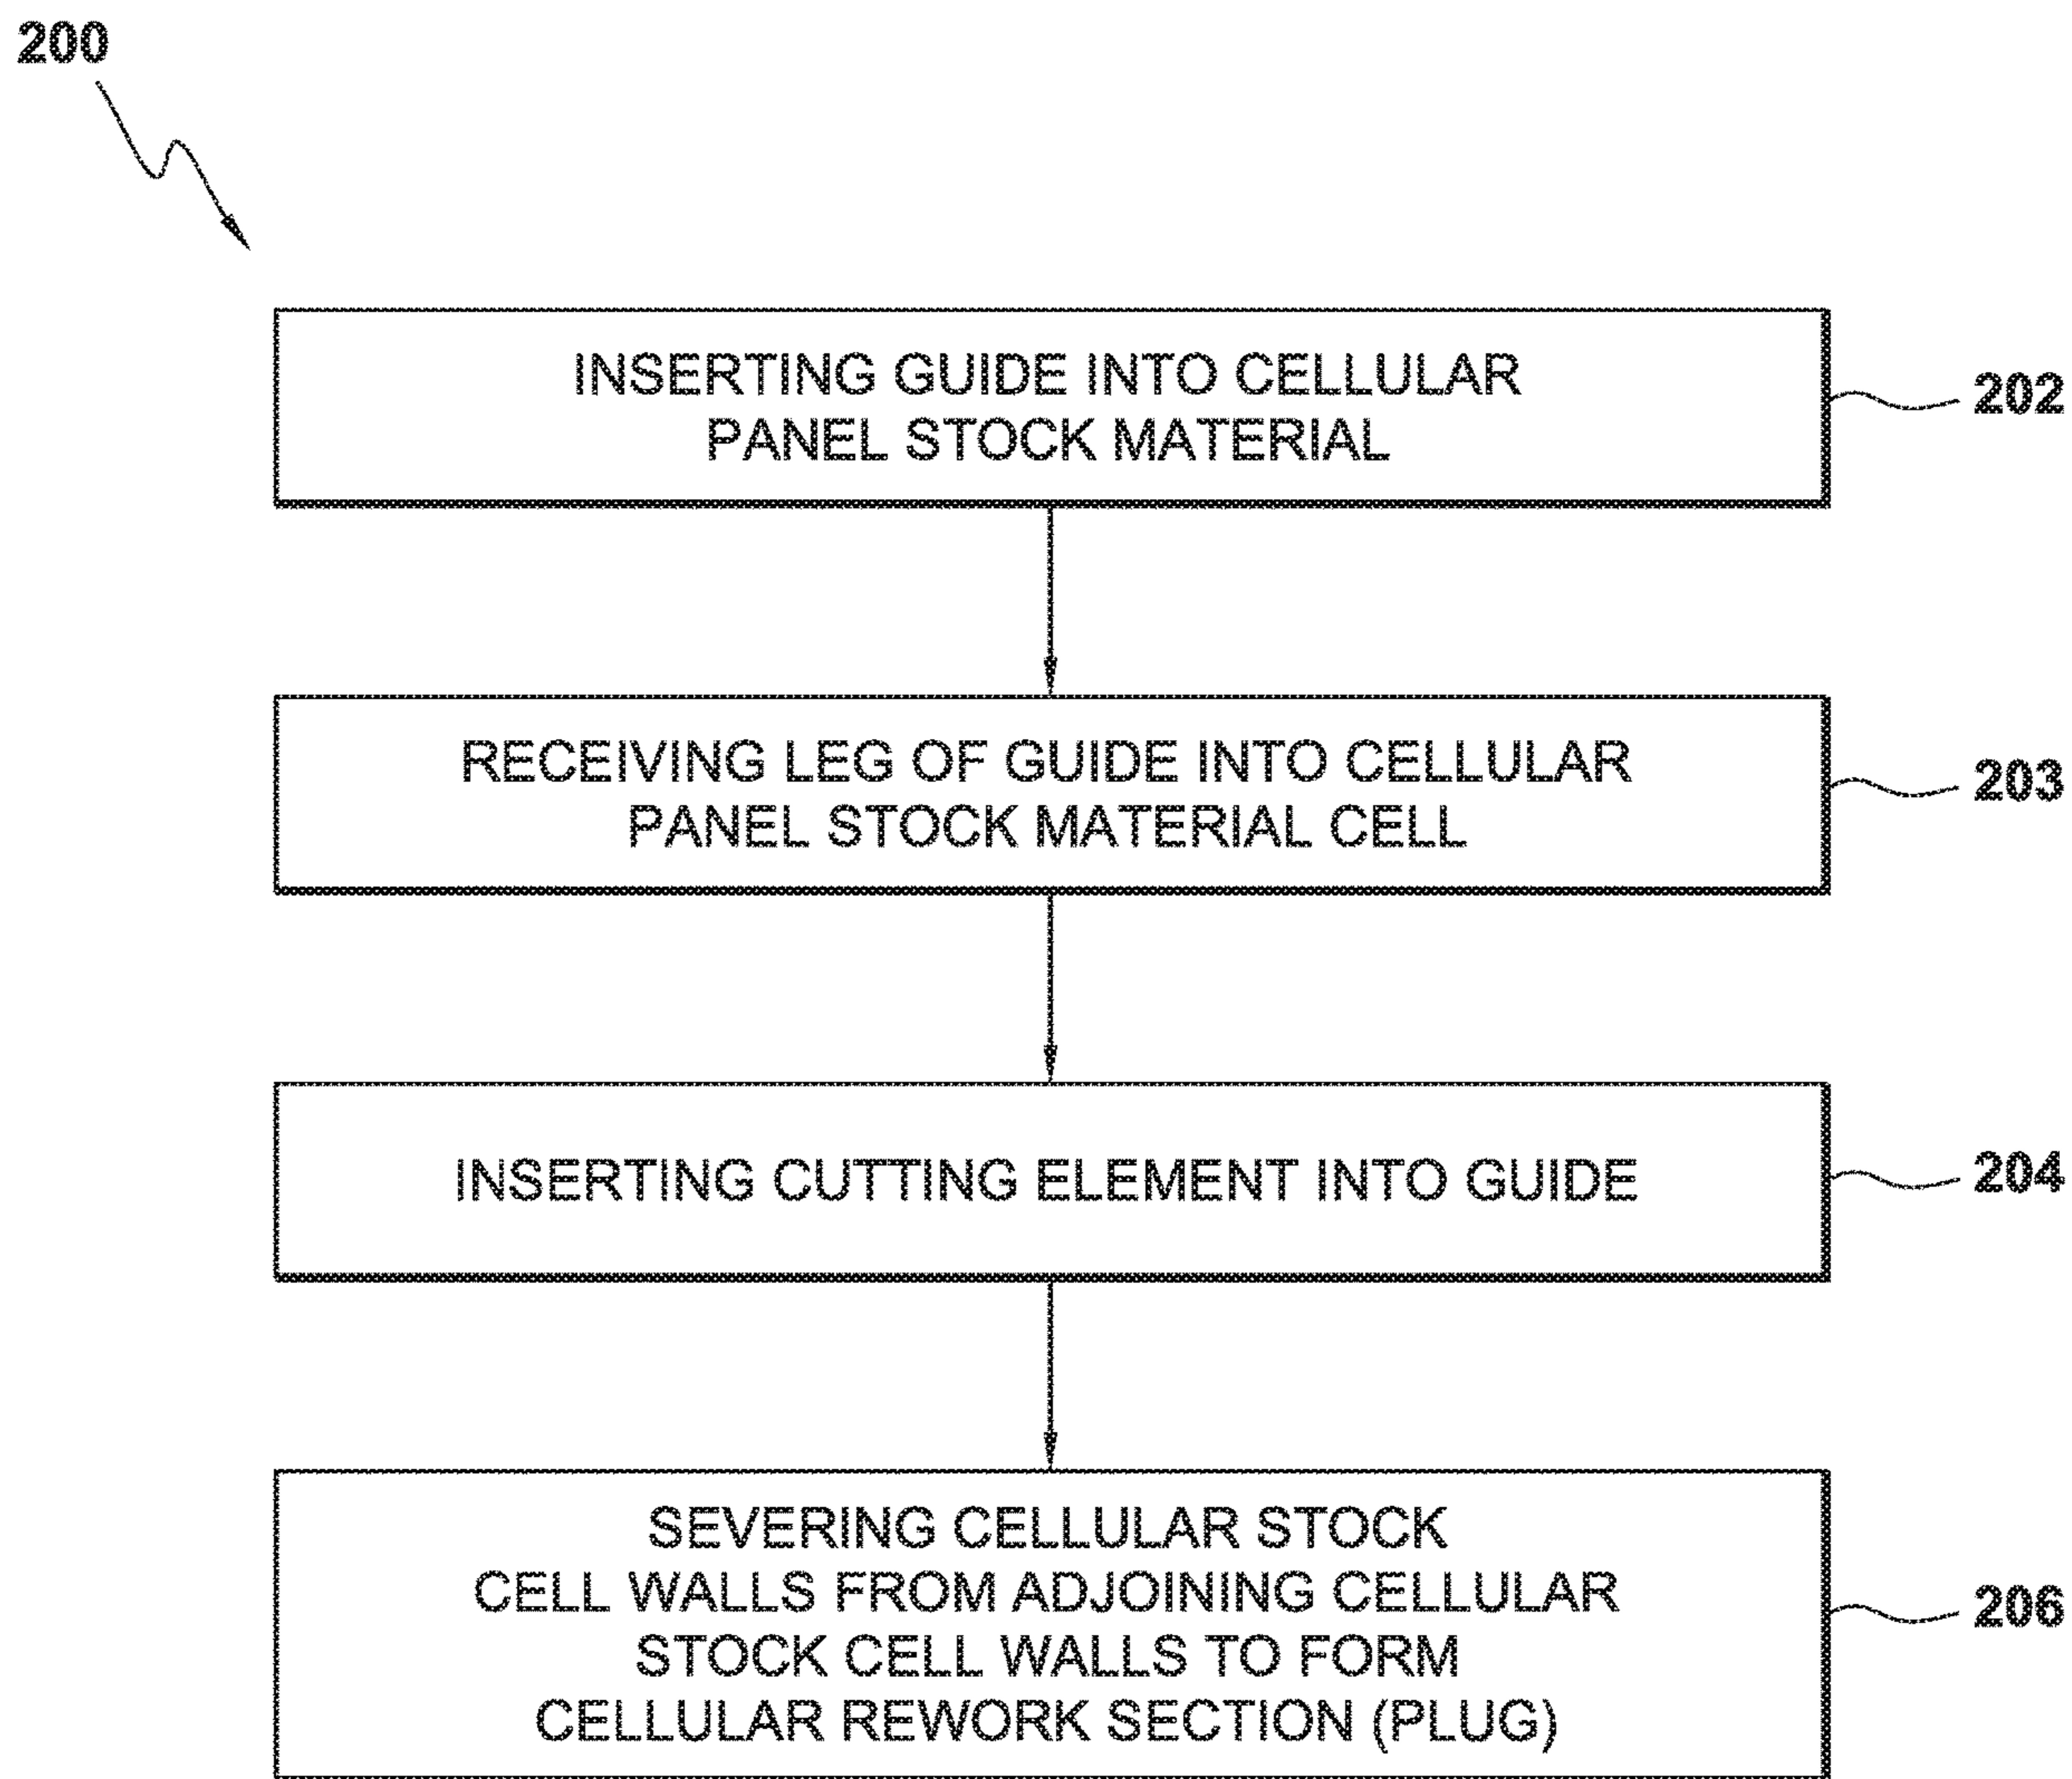 200
INSERTING GUIDE INTO CELLULAR
PANEL STOCK MATERIAL
202
RECEIVING LEG OF GUIDE INTO CELLULAR
PANEL STOCK MATERIAL CELL
203
INSERTING CUTTING ELEMENT INTO GUIDE
204
SEVERING CELLULAR STOCK
CELL WALLS FROM ADJOINING CELLULAR
STOCK CELL WALLS TO FORM
CELLULAR REWORK SECTION (PLUG)
206